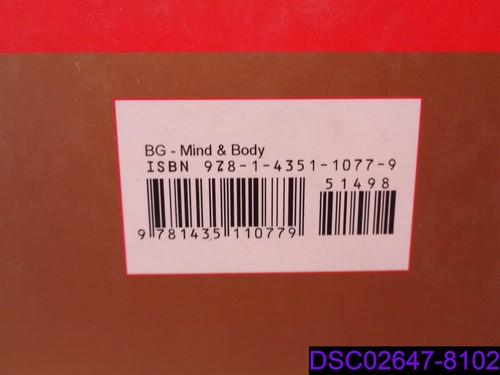 BG - Mind & Body
ISBN 978-1-4351-1077-9
51498
9 781435 110779
DSC02647-8102